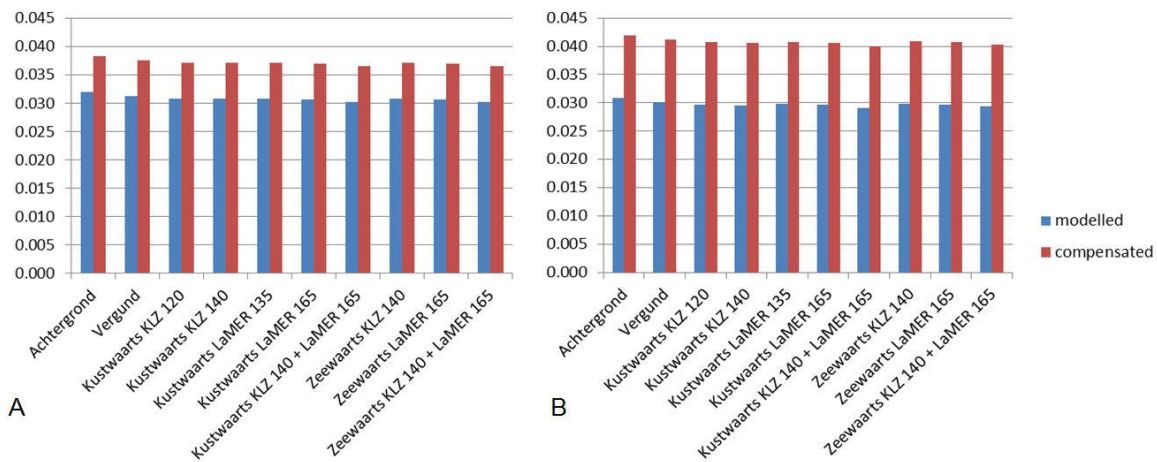 0.045
0.040
0.035
0.030
0.025
0.020
0.015
0.010
0.005
0.000
Achtergrond
Vergund
Kustwaarts KLZ 120
Kustwaarts KLZ 140
Kustwaarts LaMER 135
Kustwaarts LaMER 165
Kustwaarts KLZ 140 + LaMER 165
Zeewaarts KLZ 140
Zeewaarts LaMER 165
Zeewaarts KLZ 140 + LaMER 165
A
0.045
0.040
0.035
0.030
0.025
0.020
0.015
0.010
0.005
0.000
Achtergrond
Vergund
Kustwaarts KLZ 120
Kustwaarts KLZ 140
Kustwaarts LaMER 135
Kustwaarts LaMER 165
Kustwaarts KLZ 140 + LaMER 165
Zeewaarts KLZ 140
Zeewaarts LaMER 165
Zeewaarts KLZ 140 + LaMER 165
B
modelled
compensated